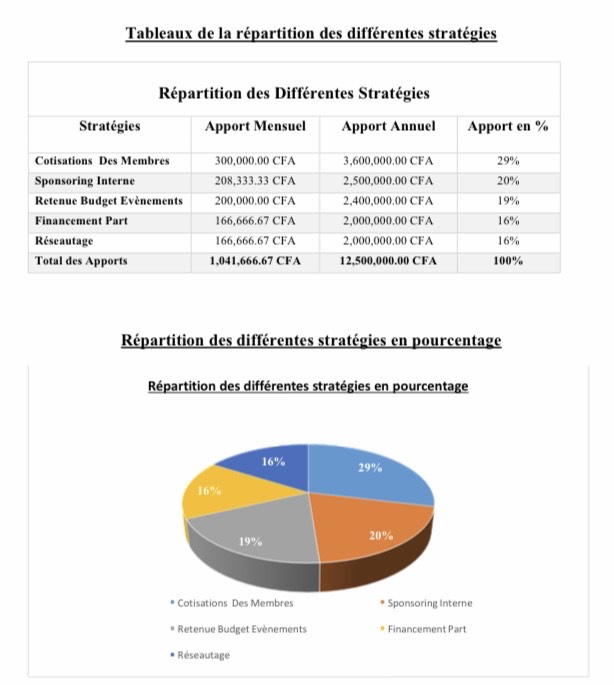 Tableaux de la répartition des différentes stratégies
Répartition des Différentes Stratégies
Stratégies Apport Mensuel Apport Annuel Apport en %
Cotisations Des Membres 300,000.00 CFA 3,600,000.00 CFA 29%
Sponsoring Interne 208,333.33 CFA 2,500,000.00 CFA 20%
Retenue Budget Evènements 200,000.00 CFA 2,400,000.00 CFA 19%
Financement Part 166,666.67 CFA 2,000,000.00 CFA 16%
Réseautage 166,666.67 CFA 2,000,000.00 CFA 16%
Total des Apports 1,041,666.67 CFA 12,500,000.00 CFA 100%
Répartition des différentes stratégies en pourcentage
Répartition des différentes stratégies en pourcentage
16% 29%
16%
19% 20%
Cotisations Des Membres Sponsoring Interne
Retenue Budget Evènements Financement Part
Réseautage